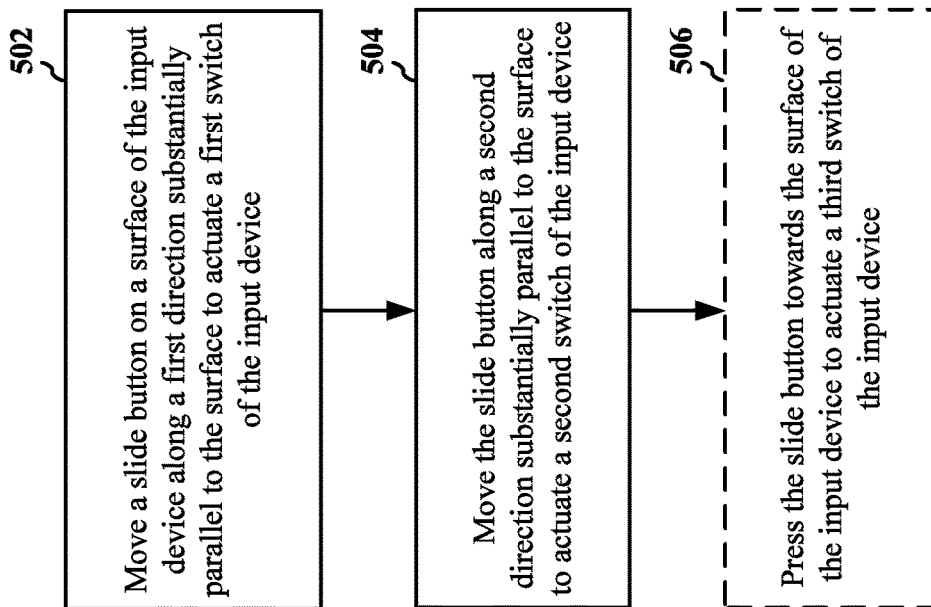 502
Move a slide button on a surface of the input
device along a first direction substantially
parallel to the surface to actuate a first switch
of the input device
504
Move the slide button along a second
direction substantially parallel to the surface
to actuate a second switch of the input device
506
Press the slide button towards the surface of
the input device to actuate a third switch of
the input device